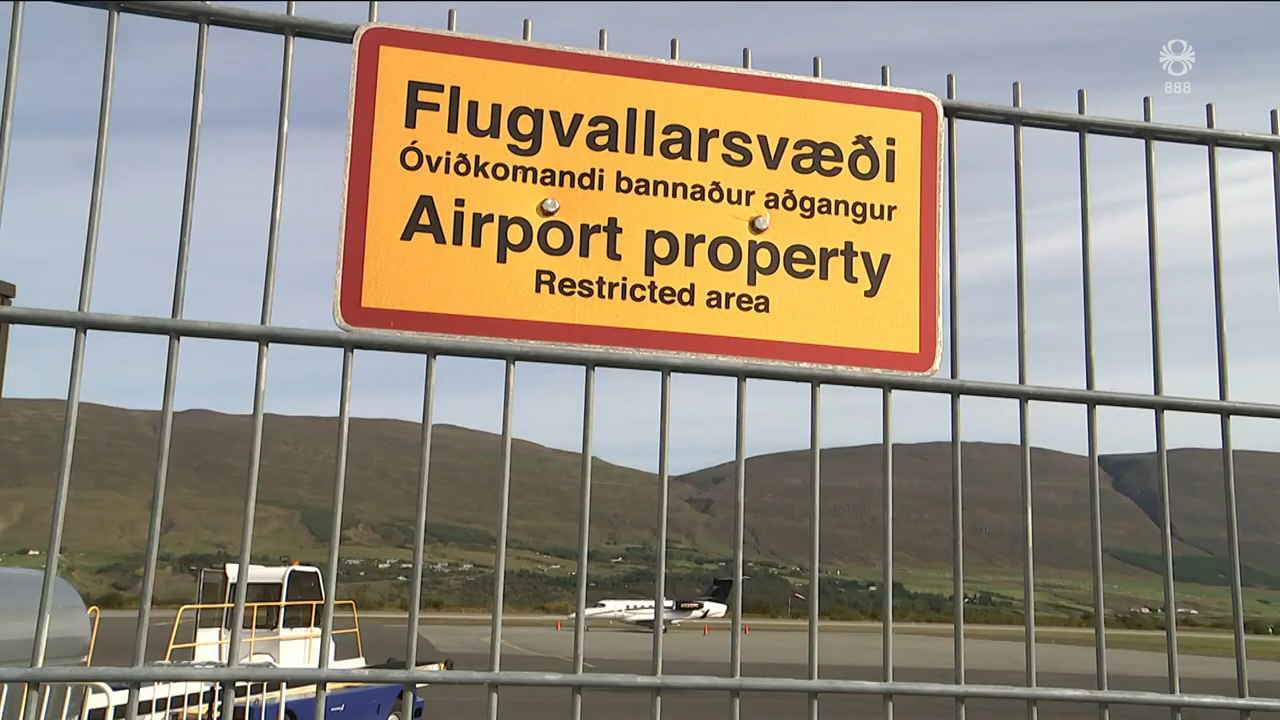 888
Flugvallarsvæði
Óviðkomandi bannaður aðgangur
Airport property
Restricted area